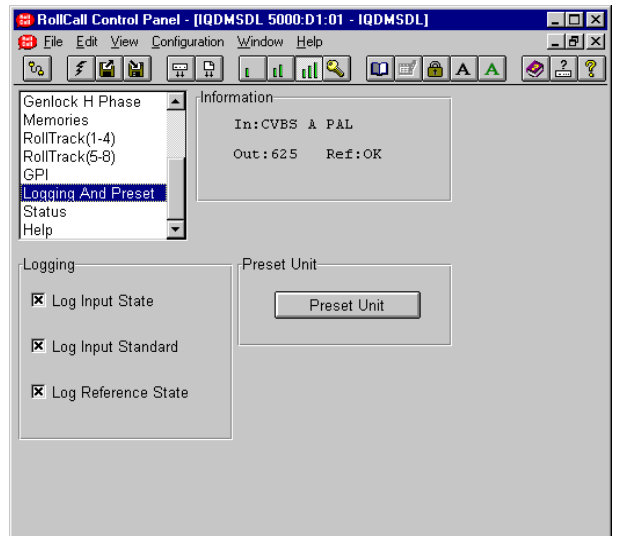 RollCall Control Panel - [IQDMSDL 5000:D1:01 - IQDMSDL]
File Edit View Configuration Window Help
A A
Genlock H Phase
Memories
RollTrack(1-4)
RollTrack(5-8)
GPI
Logging And Preset
Status
Help
Information
In:CVBS A PAL
Out:625 Ref:OK
Logging
Log Input State
Log Input Standard
Log Reference State
Preset Unit
Preset Unit